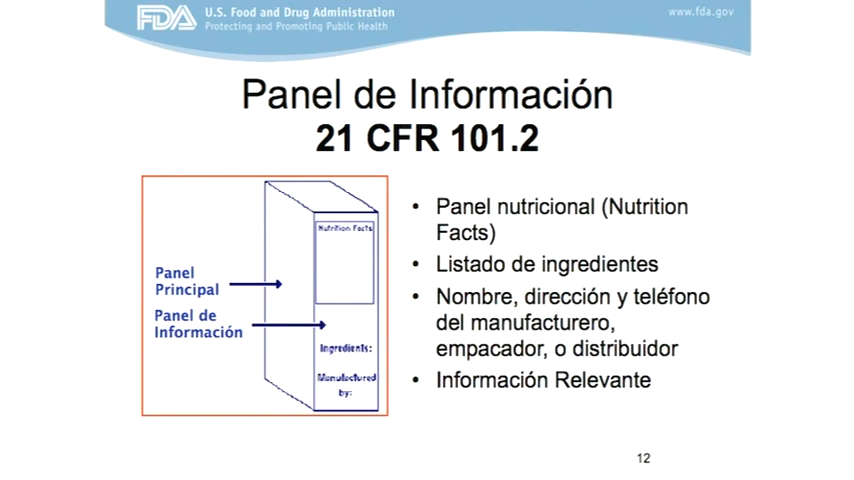 FDA
U.S. Food and Drug Administration
Protecting and Promoting Public Health
www.fda.gov
Panel de Información
21 CFR 101.2
Nutrition Facts
Panel
Principal
Panel de
Información
Ingredients:
Manufactured
by:
• Panel nutricional (Nutrition
Facts)
• Listado de ingredientes
• Nombre, dirección y teléfono
del manufacturero,
empacador, o distribuidor
• Información Relevante
12